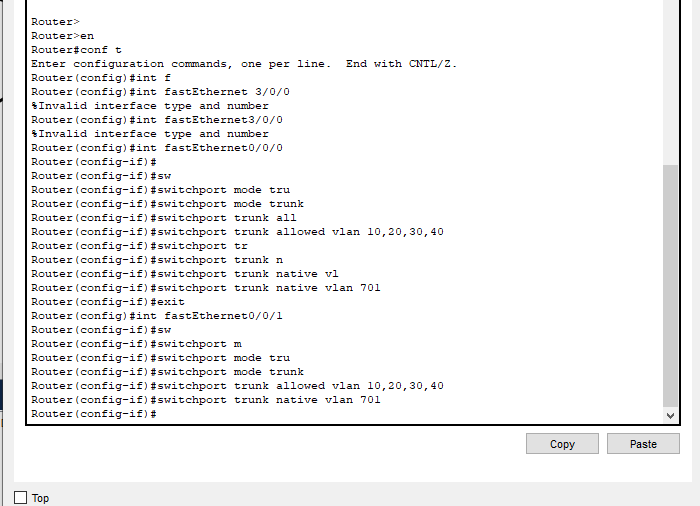 Router>
Router>en
Router#conf t
Enter configuration commands, one per line.  End with CNTL/Z.
Router(config)#int f
Router(config)#int fastEthernet 3/0/0
%Invalid interface type and number
Router(config)#int fastEthernet3/0/0
%Invalid interface type and number
Router(config)#int fastEthernet0/0/0
Router(config-if)#
Router(config-if)#sw
Router(config-if)#switchport mode tru
Router(config-if)#switchport mode trunk
Router(config-if)#switchport trunk all
Router(config-if)#switchport trunk allowed vlan 10,20,30,40
Router(config-if)#switchport tr
Router(config-if)#switchport trunk n
Router(config-if)#switchport trunk native vl
Router(config-if)#switchport trunk native vlan 701
Router(config-if)#exit
Router(config)#int fastEthernet0/0/1
Router(config-if)#sw
Router(config-if)#switchport m
Router(config-if)#switchport mode tru
Router(config-if)#switchport mode trunk
Router(config-if)#switchport trunk allowed vlan 10,20,30,40
Router(config-if)#switchport trunk native vlan 701
Router(config-if)#
Copy
Paste
Top